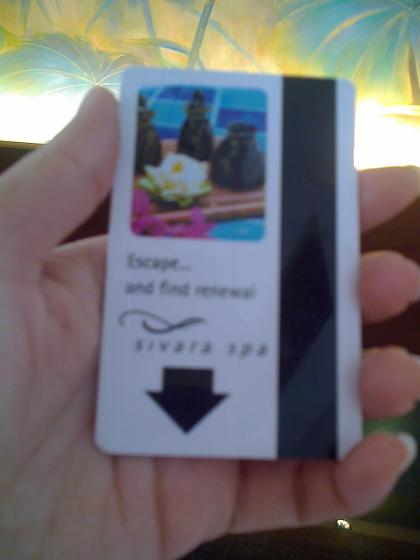 Escape...
and find renewal
sivara spa